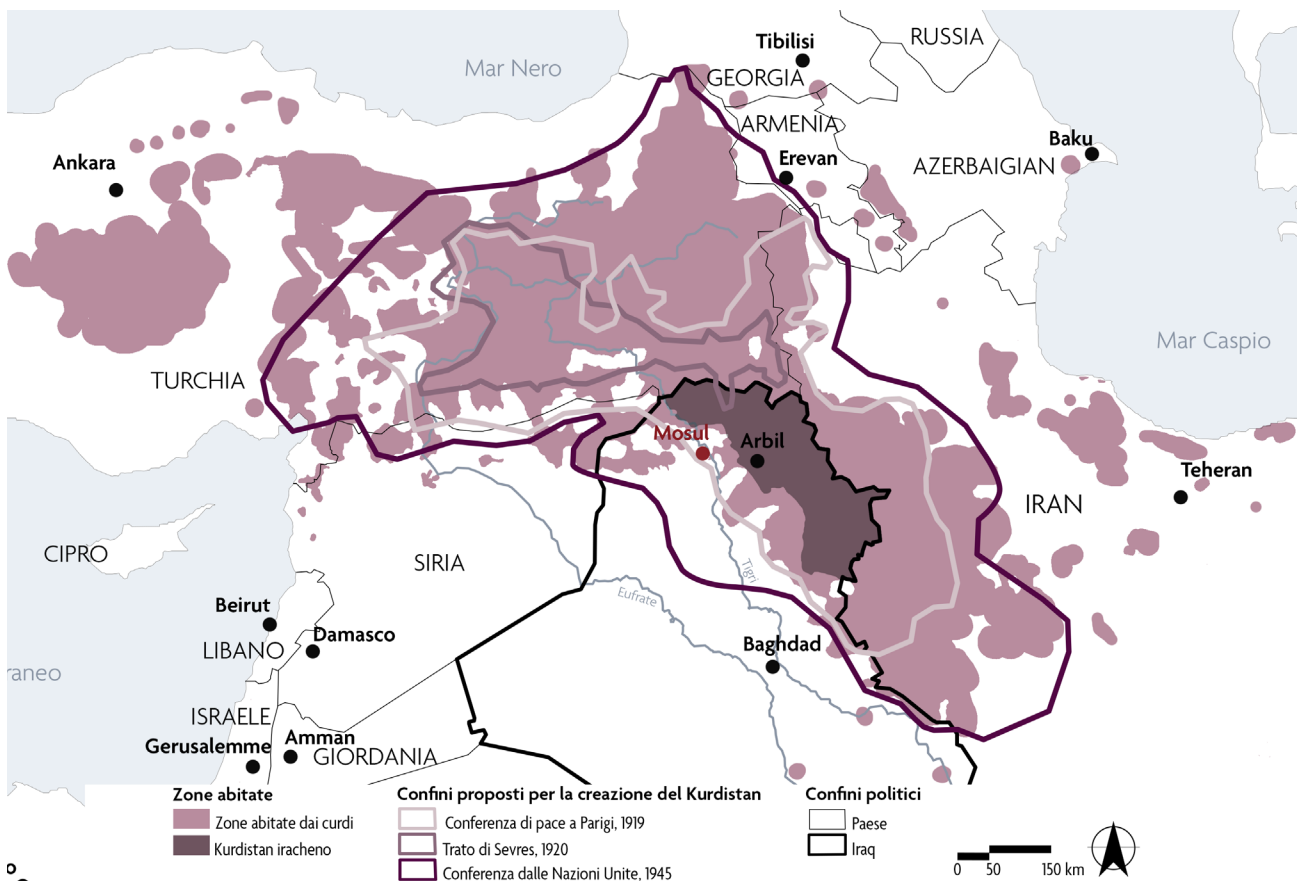 RUSSIA
Tibilisi
Mar Nero
GEORGIA
ARMENIA
Baku
Ankara
Erevan
AZERBAIGIAN
Mar Caspio
TURCHIA
Mosul
Arbil
Teheran
IRAN
CIPRO
SIRIA
Tigri
Eufrate
Beirut
Damasco
Baghdad
LIBANO
raneo
ISRAELE
Amman
Gerusalemme
GIORDANIA
Zone abitate
Zone abitate dai curdi
Kurdistan iracheno
Confini proposti per la creazione del Kurdistan
Conferenza di pace a Parigi, 1919
Trato di Sevres, 1920
Conferenza dalle Nazioni Unite, 1945
Confini politici
Paese
Iraq
0 50 150 km